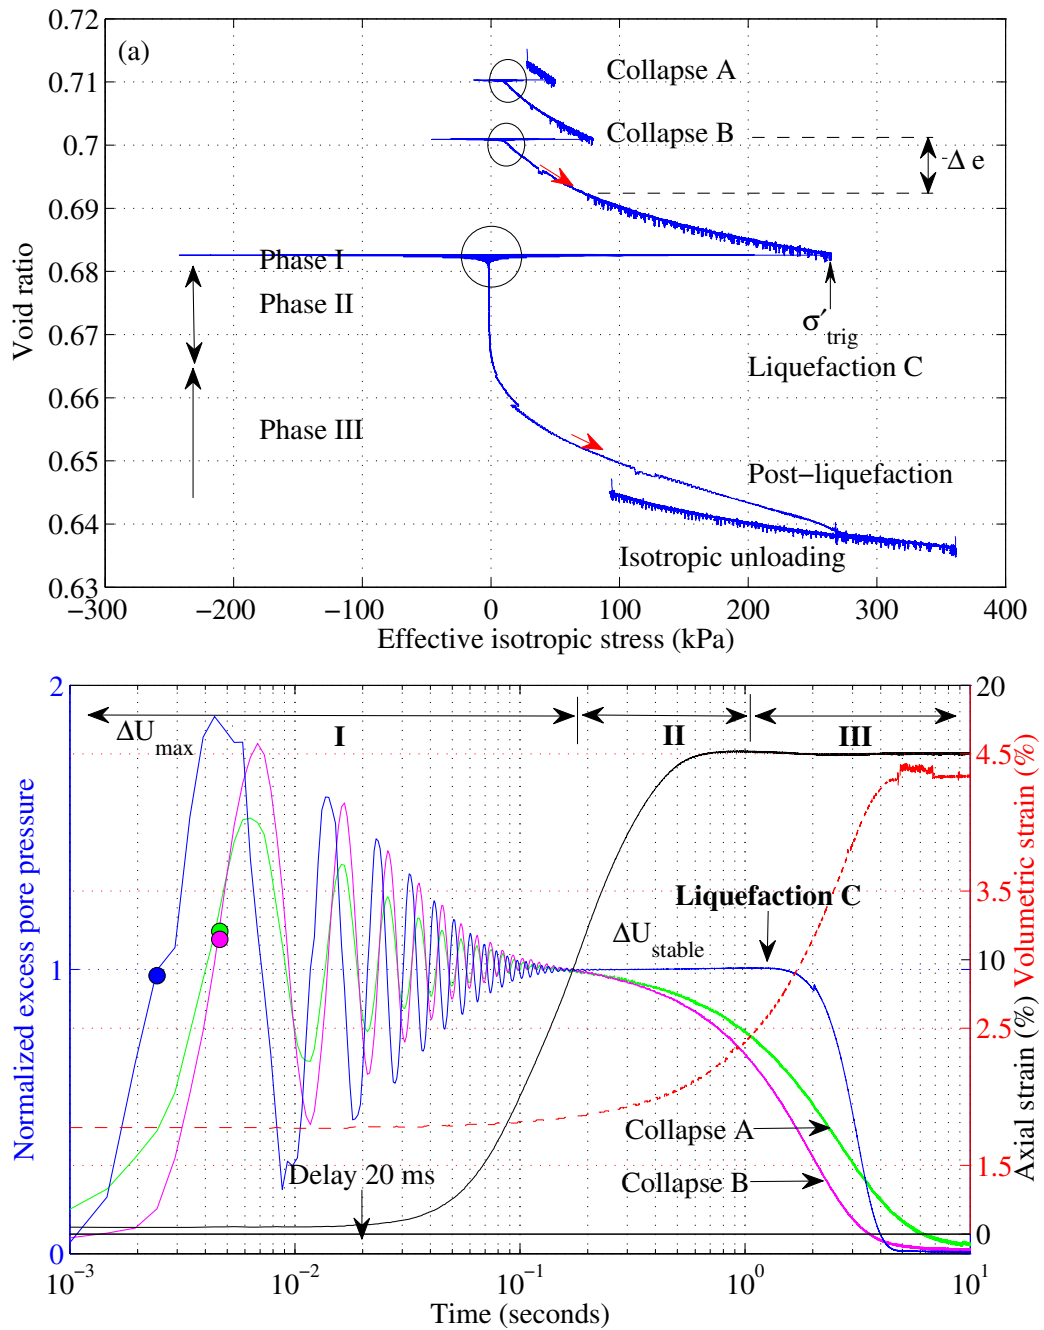 (a)
0.72
0.71
0.7
0.69
0.68
0.67
0.66
0.65
0.64
0.63
Void ratio
Collapse A
Collapse B
-Δ e
Phase I
Phase II
σ′trig
Liquefaction C
Phase III
Post−liquefaction
Isotropic unloading
−300 −200 −100 0 100 200 300 400
Effective isotropic stress (kPa)
2
1
0
Normalized excess pore pressure
ΔUmax
I
II
III
Liquefaction C
ΔUstable
Collapse A
Collapse B
Delay 20 ms
20
4.5
3.5
10
2.5
1.5
0
Volumetric strain (%)
Axial strain (%)
10−3 10−2 10−1 100 101
Time (seconds)